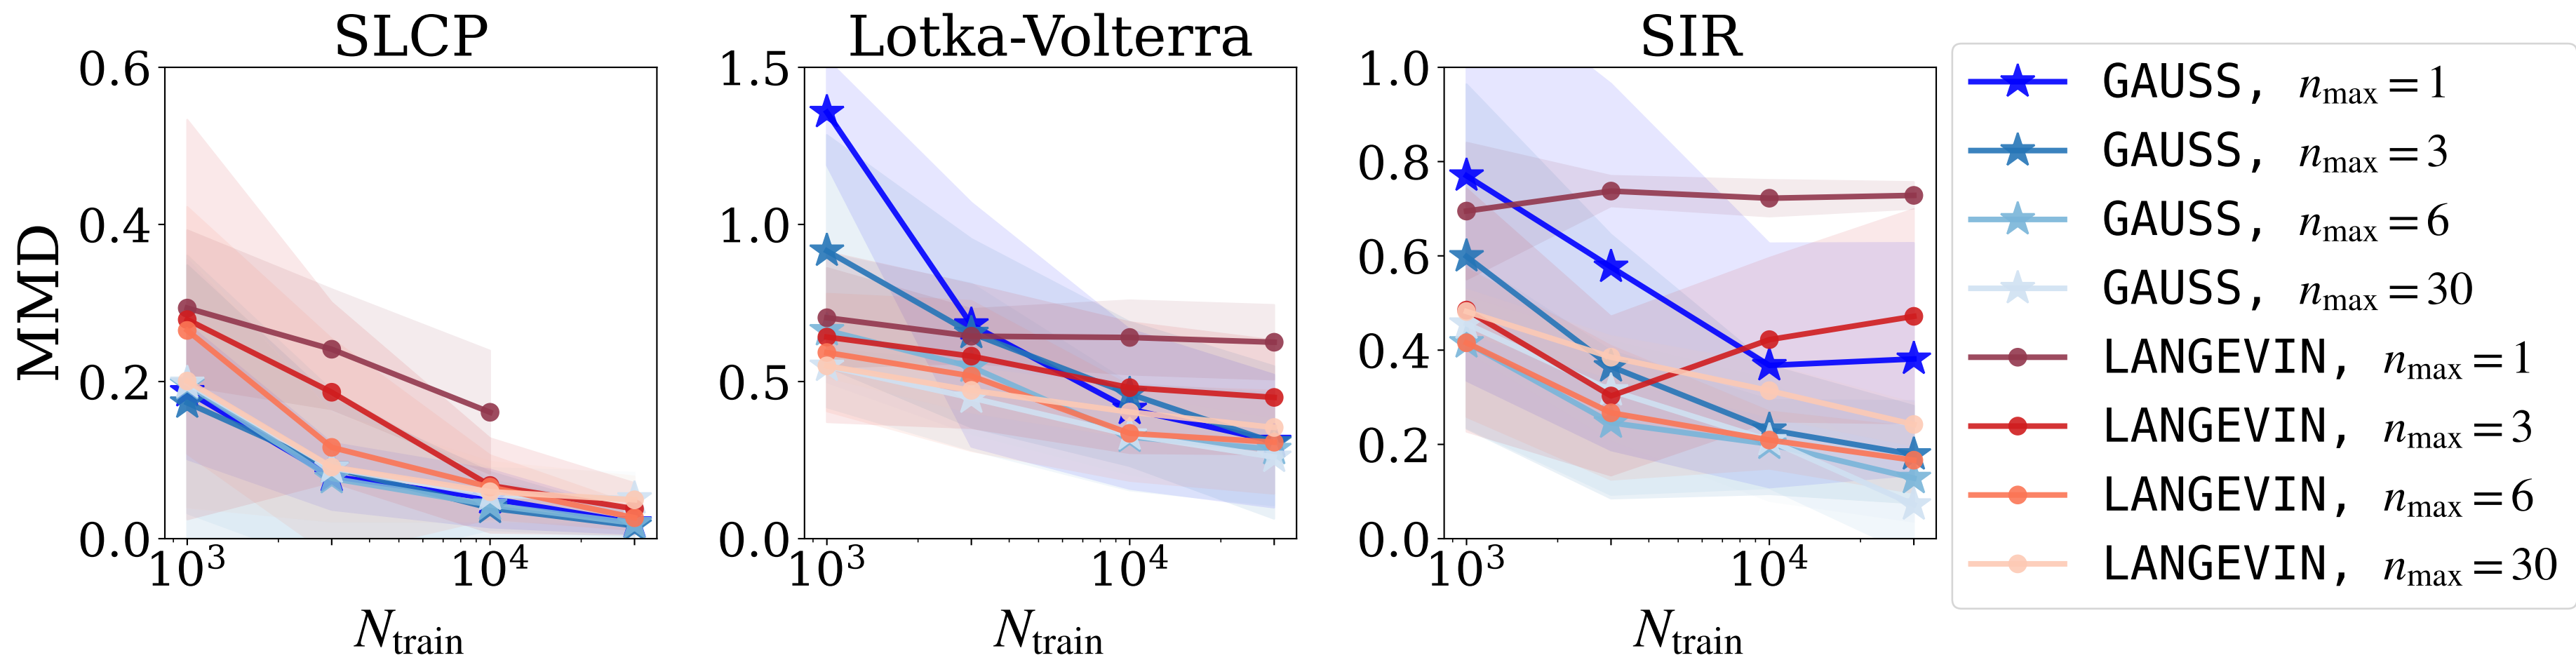 SLCP
Lotka-Volterra
SIR
MMD
0.6
0.4
0.2
0.0
10³
10⁴
N_train
1.5
1.0
0.5
0.0
10³
10⁴
N_train
1.0
0.8
0.6
0.4
0.2
0.0
10³
10⁴
N_train
GAUSS, n_max = 1
GAUSS, n_max = 3
GAUSS, n_max = 6
GAUSS, n_max = 30
LANGEVIN, n_max = 1
LANGEVIN, n_max = 3
LANGEVIN, n_max = 6
LANGEVIN, n_max = 30